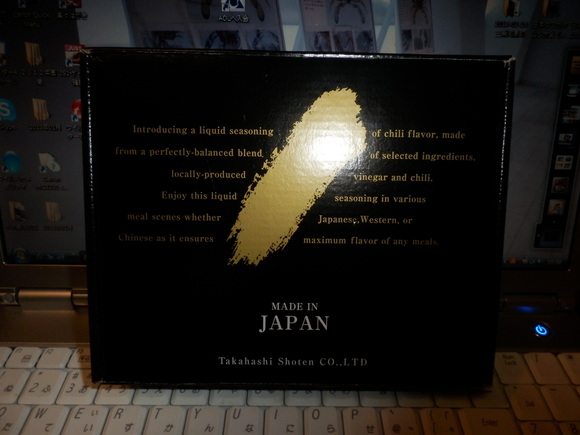 Introducing a liquid seasoning of chili flavor, made
from a perfectly-balanced blend of selected ingredients,
locally-produced vinegar and chili.
Enjoy this liquid seasoning in various
meal scenes whether Japanese,Western, or
Chinese as it ensures maximum flavor of any meals.
MADE IN
JAPAN
Takahashi Shoten CO.,LTD
W E R T Y U I O P